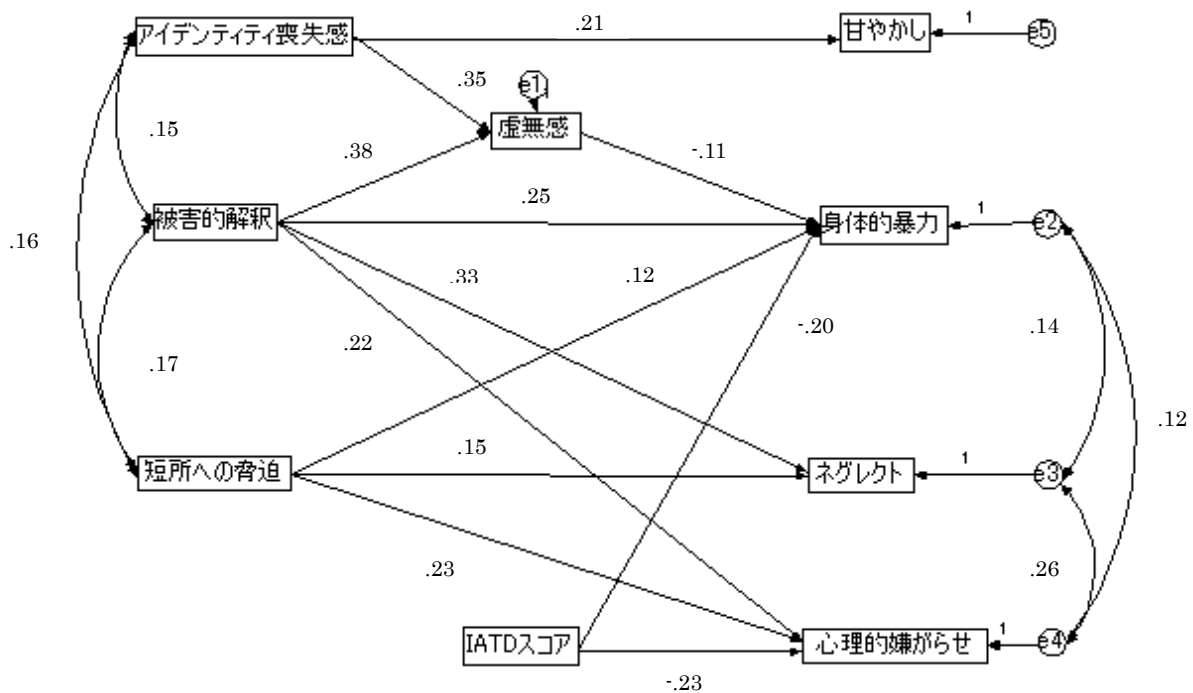 アイデンティティ喪失感
.21
甘やかし
1
e5
.35
e1
虚無感
.15
.38
-.11
被害的解釈
.25
身体的暴力
1
e2
.16
.33
.12
.22
-.20
.14
.17
.12
短所への脅迫
.15
ネグレクト
1
e3
.23
.26
IATDスコア
心理的嫌がらせ
1
e4
-.23